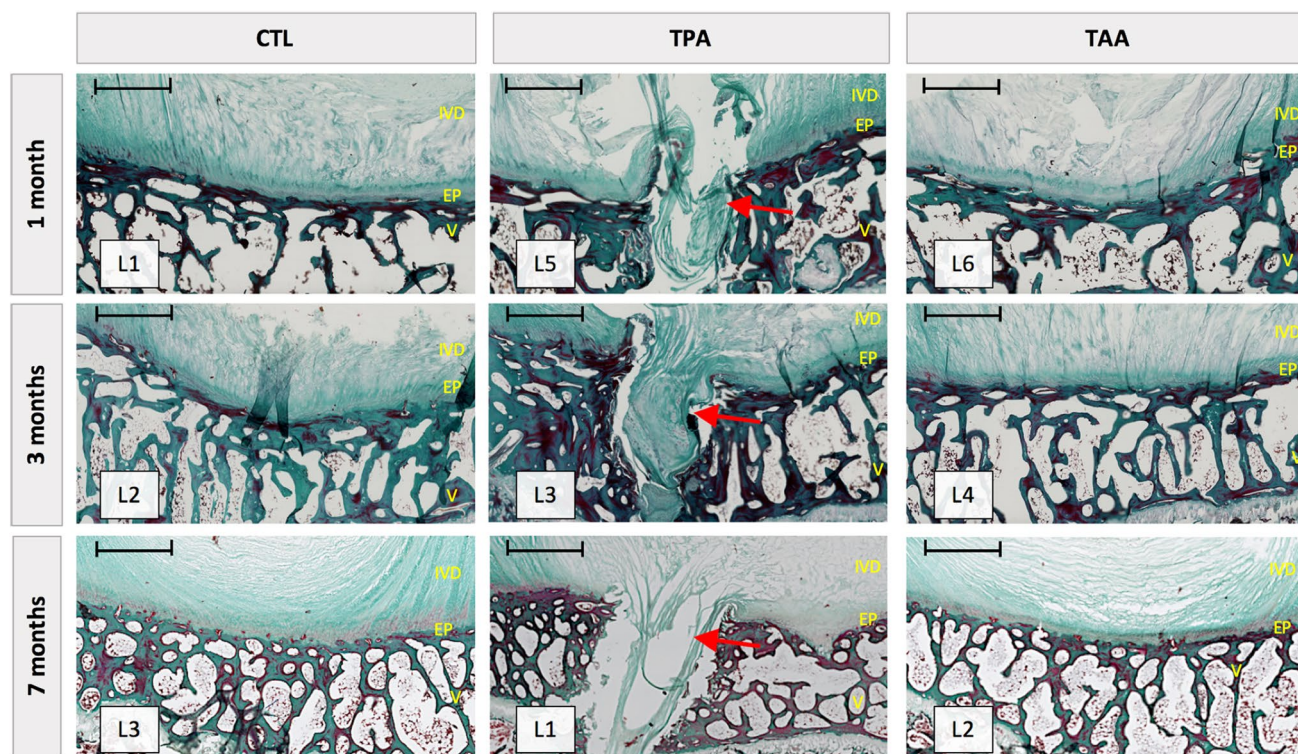 CTL TPA TAA
1 month
IVD EP V L1
IVD EP V L5
IVD EP V L6
3 months
IVD EP V L2
IVD EP V L3
IVD EP V L4
7 months
IVD EP V L3
IVD EP V L1
IVD EP V L2